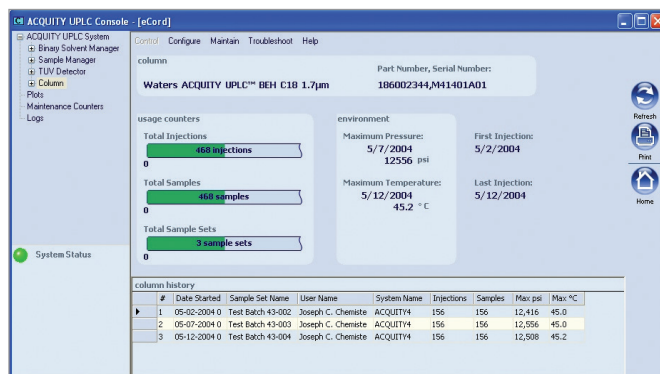 ACQUITY UPLC Console - [eCord]
ACQUITY UPLC System
Binary Solvent Manager
Sample Manager
TUV Detector
Column
Plots
Maintenance Counters
Logs
System Status
Control Configure Maintain Troubleshoot Help
column
Part Number, Serial Number:
Waters ACQUITY UPLC™ BEH C18 1.7µm 186002344,M41401A01
usage counters
Total Injections
468 injections
0
Total Samples
468 samples
0
Total Sample Sets
3 sample sets
0
environment
Maximum Pressure: First Injection:
5/7/2004 5/2/2004
12556 psi
Maximum Temperature: Last Injection:
5/12/2004 5/12/2004
45.2 °C
Refresh
Print
Home
column history
# Date Started Sample Set Name User Name System Name Injections Samples Max psi Max °C
1 05-02-2004 0 Test Batch 43-002 Joseph C. Chemiste ACQUITY4 156 156 12,416 45.0
2 05-07-2004 0 Test Batch 43-003 Joseph C. Chemiste ACQUITY4 156 156 12,556 45.0
3 05-12-2004 0 Test Batch 43-004 Joseph C. Chemiste ACQUITY4 156 156 12,508 45.2